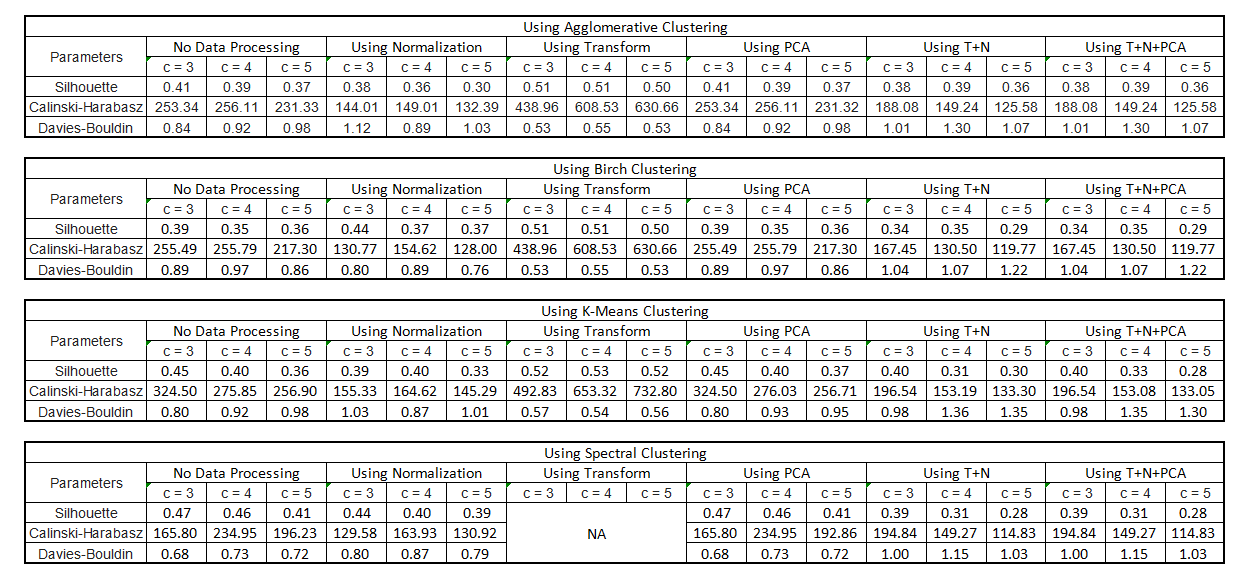 Using Agglomerative Clustering
Parameters No Data Processing Using Normalization Using Transform Using PCA Using T+N Using T+N+PCA
c = 3 c = 4 c = 5 c = 3 c = 4 c = 5 c = 3 c = 4 c = 5 c = 3 c = 4 c = 5 c = 3 c = 4 c = 5 c = 3 c = 4 c = 5
Silhouette 0.41 0.39 0.37 0.38 0.36 0.30 0.51 0.51 0.50 0.41 0.39 0.37 0.38 0.39 0.36 0.38 0.39 0.36
Calinski-Harabasz 253.34 256.11 231.33 144.01 149.01 132.39 438.96 608.53 630.66 253.34 256.11 231.32 188.08 149.24 125.58 188.08 149.24 125.58
Davies-Bouldin 0.84 0.92 0.98 1.12 0.89 1.03 0.53 0.55 0.53 0.84 0.92 0.98 1.01 1.30 1.07 1.01 1.30 1.07
Using Birch Clustering
Parameters No Data Processing Using Normalization Using Transform Using PCA Using T+N Using T+N+PCA
c = 3 c = 4 c = 5 c = 3 c = 4 c = 5 c = 3 c = 4 c = 5 c = 3 c = 4 c = 5 c = 3 c = 4 c = 5 c = 3 c = 4 c = 5
Silhouette 0.39 0.35 0.36 0.44 0.37 0.37 0.51 0.51 0.50 0.39 0.35 0.36 0.34 0.35 0.29 0.34 0.35 0.29
Calinski-Harabasz 255.49 255.79 217.30 130.77 154.62 128.00 438.96 608.53 630.66 255.49 255.79 217.30 167.45 130.50 119.77 167.45 130.50 119.77
Davies-Bouldin 0.89 0.97 0.86 0.80 0.89 0.76 0.53 0.55 0.53 0.89 0.97 0.86 1.04 1.07 1.22 1.04 1.07 1.22
Using K-Means Clustering
Parameters No Data Processing Using Normalization Using Transform Using PCA Using T+N Using T+N+PCA
c = 3 c = 4 c = 5 c = 3 c = 4 c = 5 c = 3 c = 4 c = 5 c = 3 c = 4 c = 5 c = 3 c = 4 c = 5 c = 3 c = 4 c = 5
Silhouette 0.45 0.40 0.36 0.39 0.40 0.33 0.52 0.53 0.52 0.45 0.40 0.37 0.40 0.31 0.30 0.40 0.33 0.28
Calinski-Harabasz 324.50 275.85 256.90 155.33 164.62 145.29 492.83 653.32 732.80 324.50 276.03 256.71 196.54 153.19 133.30 196.54 153.08 133.05
Davies-Bouldin 0.80 0.92 0.98 1.03 0.87 1.01 0.57 0.54 0.56 0.80 0.93 0.95 0.98 1.36 1.35 0.98 1.35 1.30
Using Spectral Clustering
Parameters No Data Processing Using Normalization Using Transform Using PCA Using T+N Using T+N+PCA
c = 3 c = 4 c = 5 c = 3 c = 4 c = 5 c = 3 c = 4 c = 5 c = 3 c = 4 c = 5 c = 3 c = 4 c = 5 c = 3 c = 4 c = 5
Silhouette 0.47 0.46 0.41 0.44 0.40 0.39 0.47 0.46 0.41 0.39 0.31 0.28 0.39 0.31 0.28
Calinski-Harabasz 165.80 234.95 196.23 129.58 163.93 130.92 NA 165.80 234.95 192.86 194.84 149.27 114.83 194.84 149.27 114.83
Davies-Bouldin 0.68 0.73 0.72 0.80 0.87 0.79 0.68 0.73 0.72 1.00 1.15 1.03 1.00 1.15 1.03